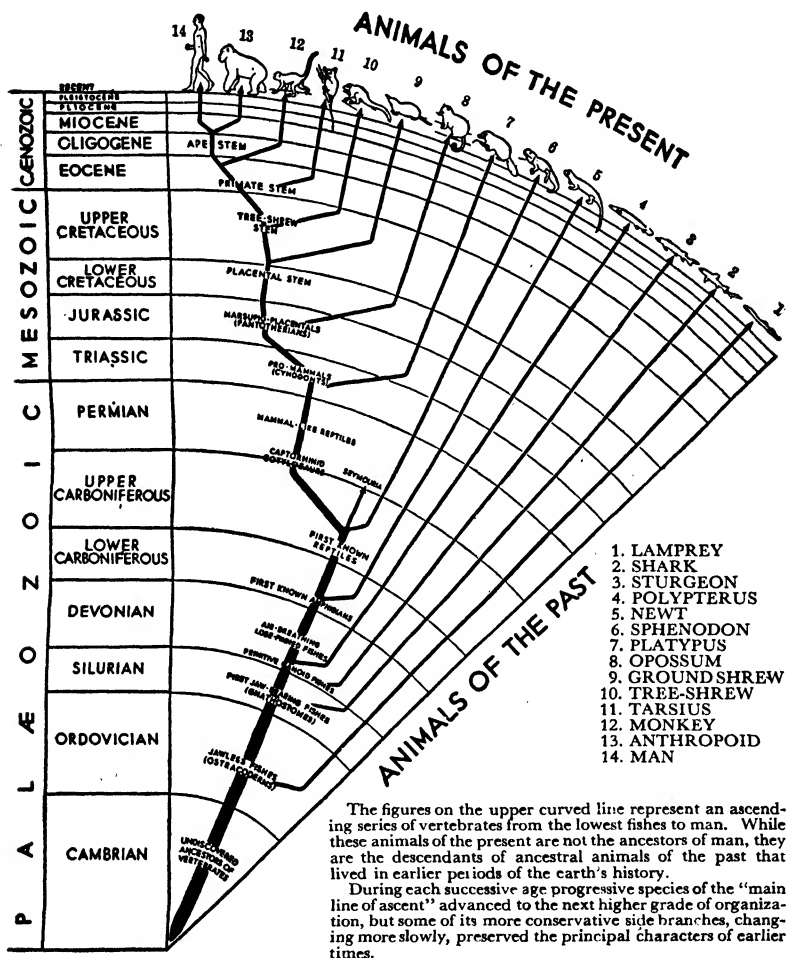 ANIMALS OF THE PRESENT
14
13
12
11
10
9
8
7
6
5
4
3
2
1
CÆNOZOIC
MESOZOIC
PALÆOZOIC
RECENT
PLEISTOCENE
PLIOCENE
MIOCENE
OLIGOGENE
EOCENE
UPPER
CRETACEOUS
LOWER
CRETACEOUS
JURASSIC
TRIASSIC
PERMIAN
UPPER
CARBONIFEROUS
LOWER
CARBONIFEROUS
DEVONIAN
SILURIAN
ORDOVICIAN
CAMBRIAN
APE STEM
PRIMATE STEM
TREE-SHREW
STEM
PLACENTAL STEM
MARSUPIO-PLACENTALS
(PANTOTHERIANS)
PRO-MAMMALS
(CYNODONTS)
MAMMAL-LIKE REPTILES
CAPTORHINID
COTYLOSAURS
SEYMOURIA
FIRST KNOWN
REPTILES
FIRST KNOWN AMPHIBIANS
AIR-BREATHING
LOBE-FINNED FISHES
PRIMITIVE GANOID FISHES
FIRST JAW-BEARING FISHES
(GNATHOSTOMES)
JAWLESS FISHES
(OSTRACODERMS)
UNDISCOVERED
ANCESTORS OF
VERTEBRATES
ANIMALS OF THE PAST
1. LAMPREY
2. SHARK
3. STURGEON
4. POLYPTERUS
5. NEWT
6. SPHENODON
7. PLATYPUS
8. OPOSSUM
9. GROUND SHREW
10. TREE-SHREW
11. TARSIUS
12. MONKEY
13. ANTHROPOID
14. MAN
The figures on the upper curved line represent an ascend-
ing series of vertebrates from the lowest fishes to man. While
these animals of the present are not the ancestors of man, they
are the descendants of ancestral animals of the past that
lived in earlier periods of the earth's history.
During each successive age progressive species of the "main
line of ascent" advanced to the next higher grade of organiza-
tion, but some of its more conservative side branches, chang-
ing more slowly, preserved the principal characters of earlier
times.